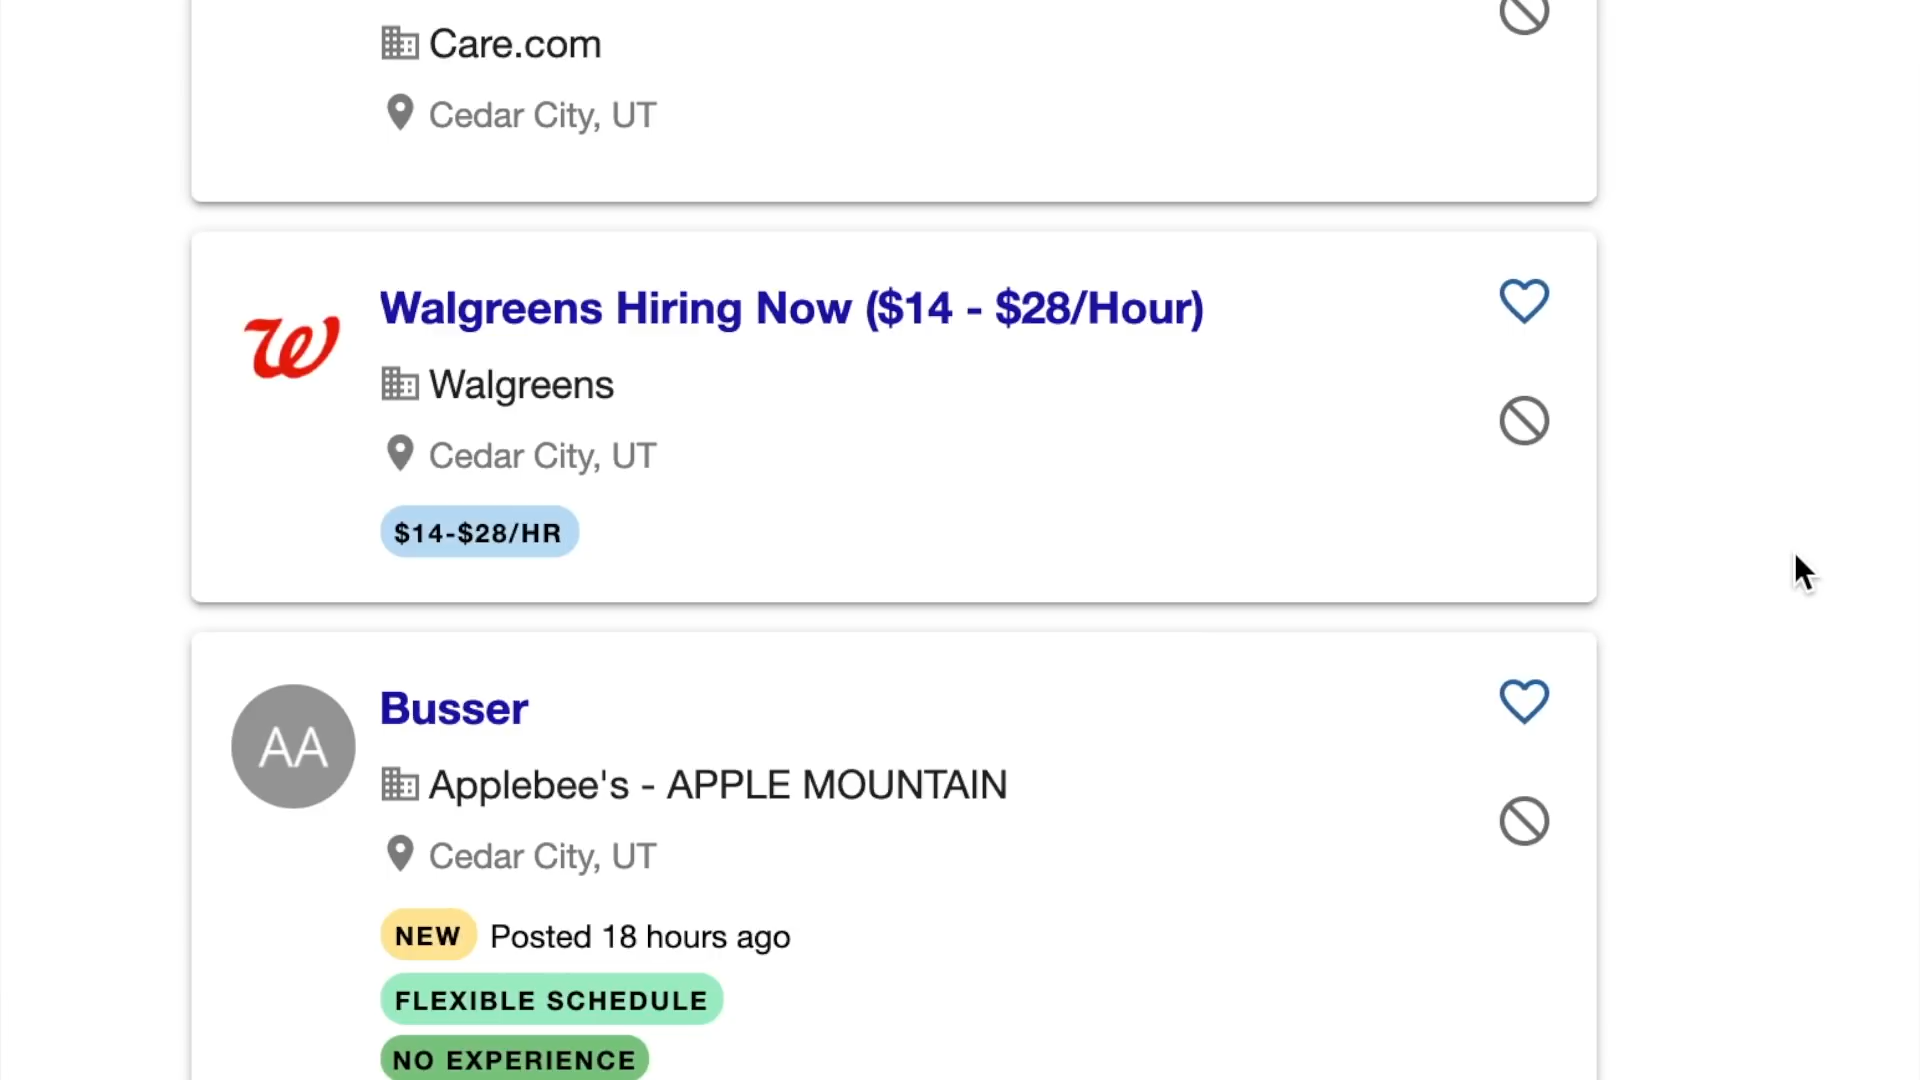 Care.com
Cedar City, UT
Walgreens Hiring Now ($14 - $28/Hour)
W
Walgreens
Cedar City, UT
$14-$28/HR
Busser
AA
Applebee's - APPLE MOUNTAIN
Cedar City, UT
NEW Posted 18 hours ago
FLEXIBLE SCHEDULE
NO EXPERIENCE